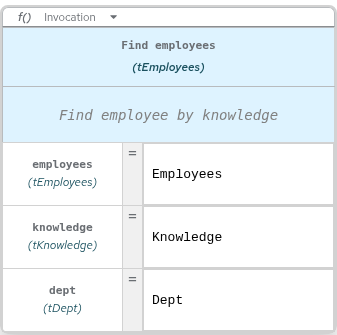 f() Invocation
Find employees
(tEmployees)
Find employee by knowledge
employees
(tEmployees)
=
Employees
knowledge
(tKnowledge)
=
Knowledge
dept
(tDept)
=
Dept